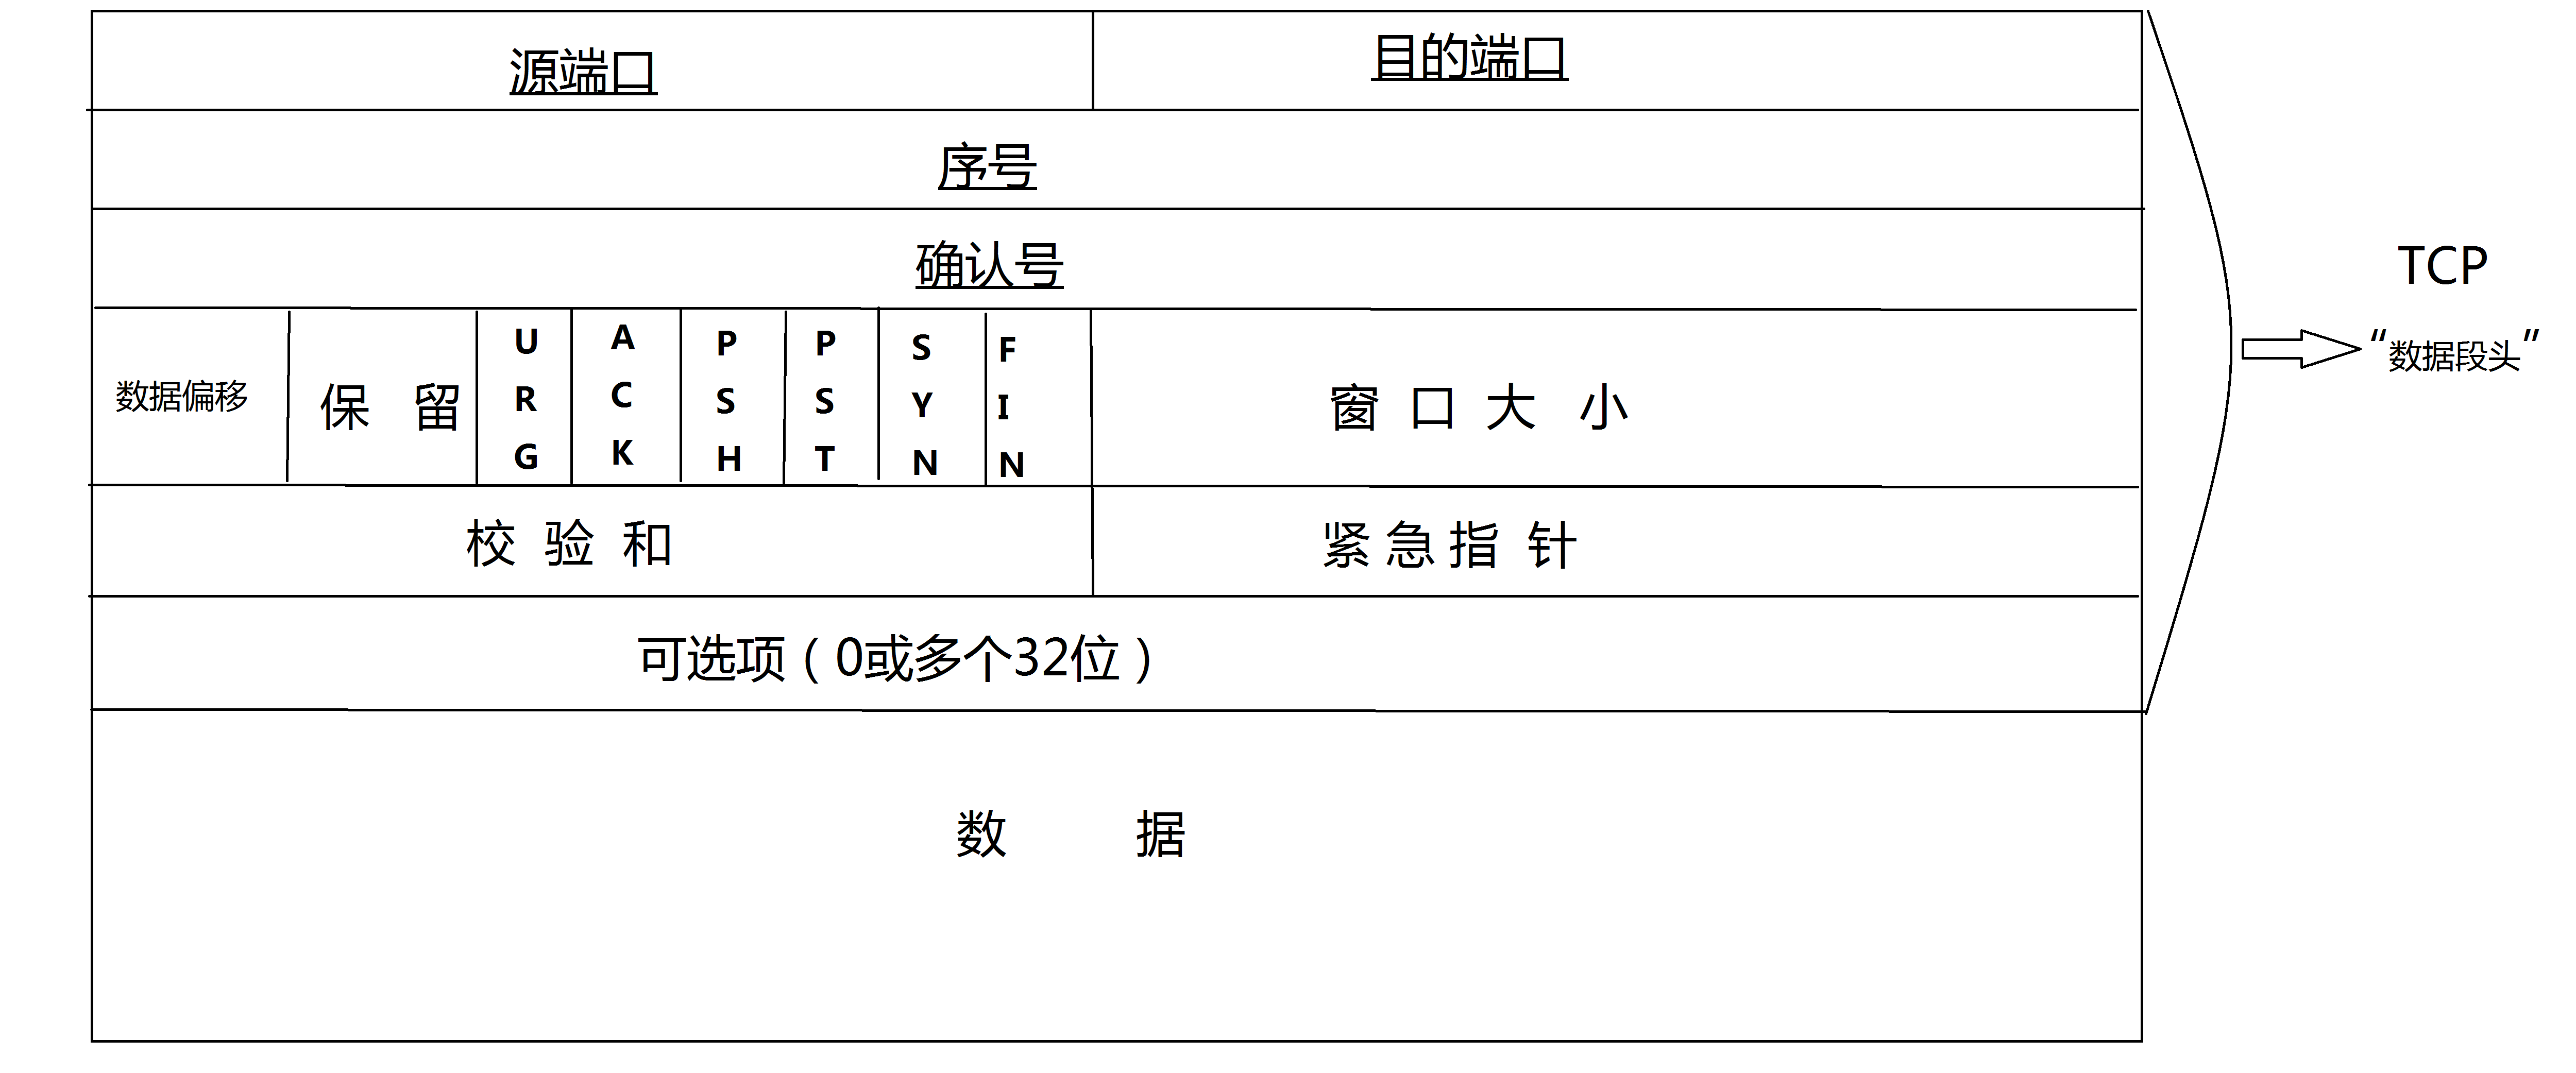 源端口
目的端口
序号
确认号
数据偏移
保 留
URG
ACK
PSH
PST
SYN
FIN
窗 口 大 小
校 验 和
紧 急 指 针
可选项（0或多个32位）
数 据
TCP
“数据段头”